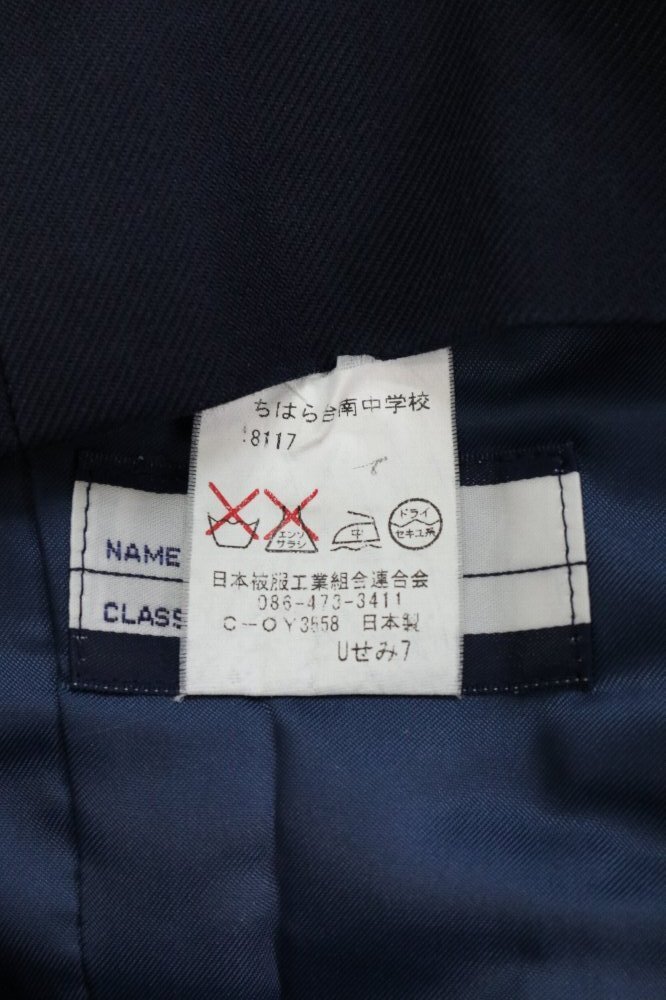 ちはら台南中学校
18117
エンソ
サラシ
中
ドライ
セキユ系
NAME
CLASS
日本被服工業組合連合会
086-473-3411
C-OY3558 日本製
Uせみ7